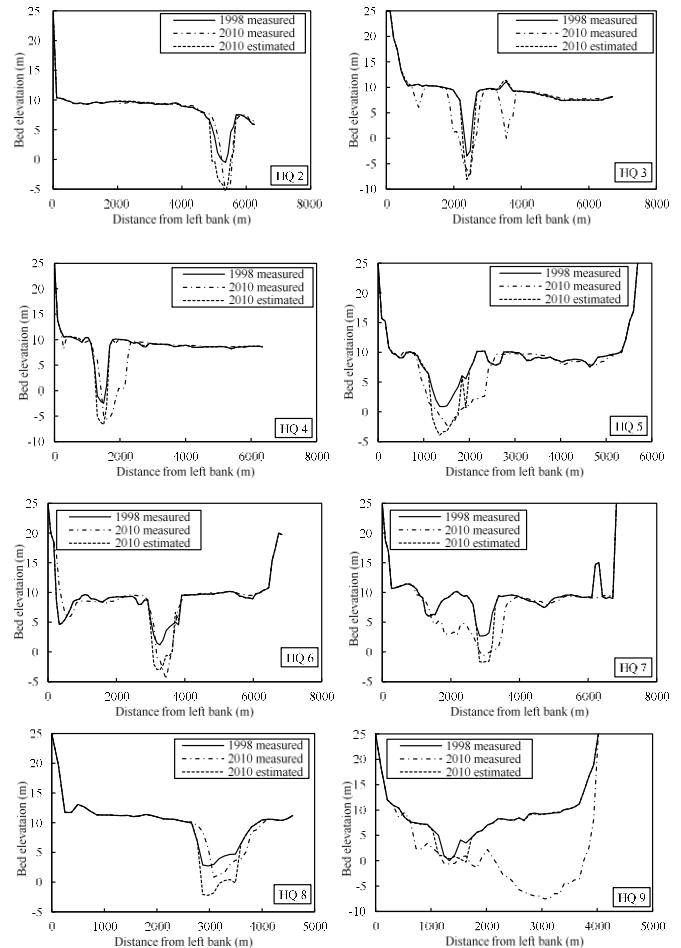 25
20
15
10
5
0
-5
Bed elevataion (m)
1998 measured
2010 measured
2010 estimated
HQ 2
0 2000 4000 6000 8000
Distance from left bank (m)
25
20
15
10
5
0
-5
-10
Bed elevataion (m)
1998 measured
2010 measured
2010 estimated
HQ 3
0 2000 4000 6000 8000
Distance from left bank (m)
25
20
15
10
5
0
-5
-10
Bed elevataion (m)
1998 measured
2010 measured
2010 estimated
HQ 4
0 2000 4000 6000 8000
Distance from left bank (m)
25
20
15
10
5
0
-5
Bed elevataion (m)
1998 measured
2010 measured
2010 estimated
HQ 5
0 1000 2000 3000 4000 5000 6000
Distance from left bank (m)
25
20
15
10
5
0
-5
Bed elevataion (m)
1998 mesaured
2010 measured
2010 estimated
HQ 6
0 2000 4000 6000 8000
Distance from left bank (m)
25
20
15
10
5
0
-5
Bed elevataion (m)
1998 measured
2010 measured
2010 estimated
HQ 7
0 2000 4000 6000 8000
Distance from left bank (m)
25
20
15
10
5
0
-5
Bed elevataion (m)
1998 measured
2010 measured
2010 estimated
HQ 8
0 1000 2000 3000 4000 5000
Distance from left bank (m)
25
20
15
10
5
0
-5
-10
Bed elevataion (m)
1998 measured
2010 measured
2010 estimated
HQ 9
0 1000 2000 3000 4000 5000
Distance from left bank (m)